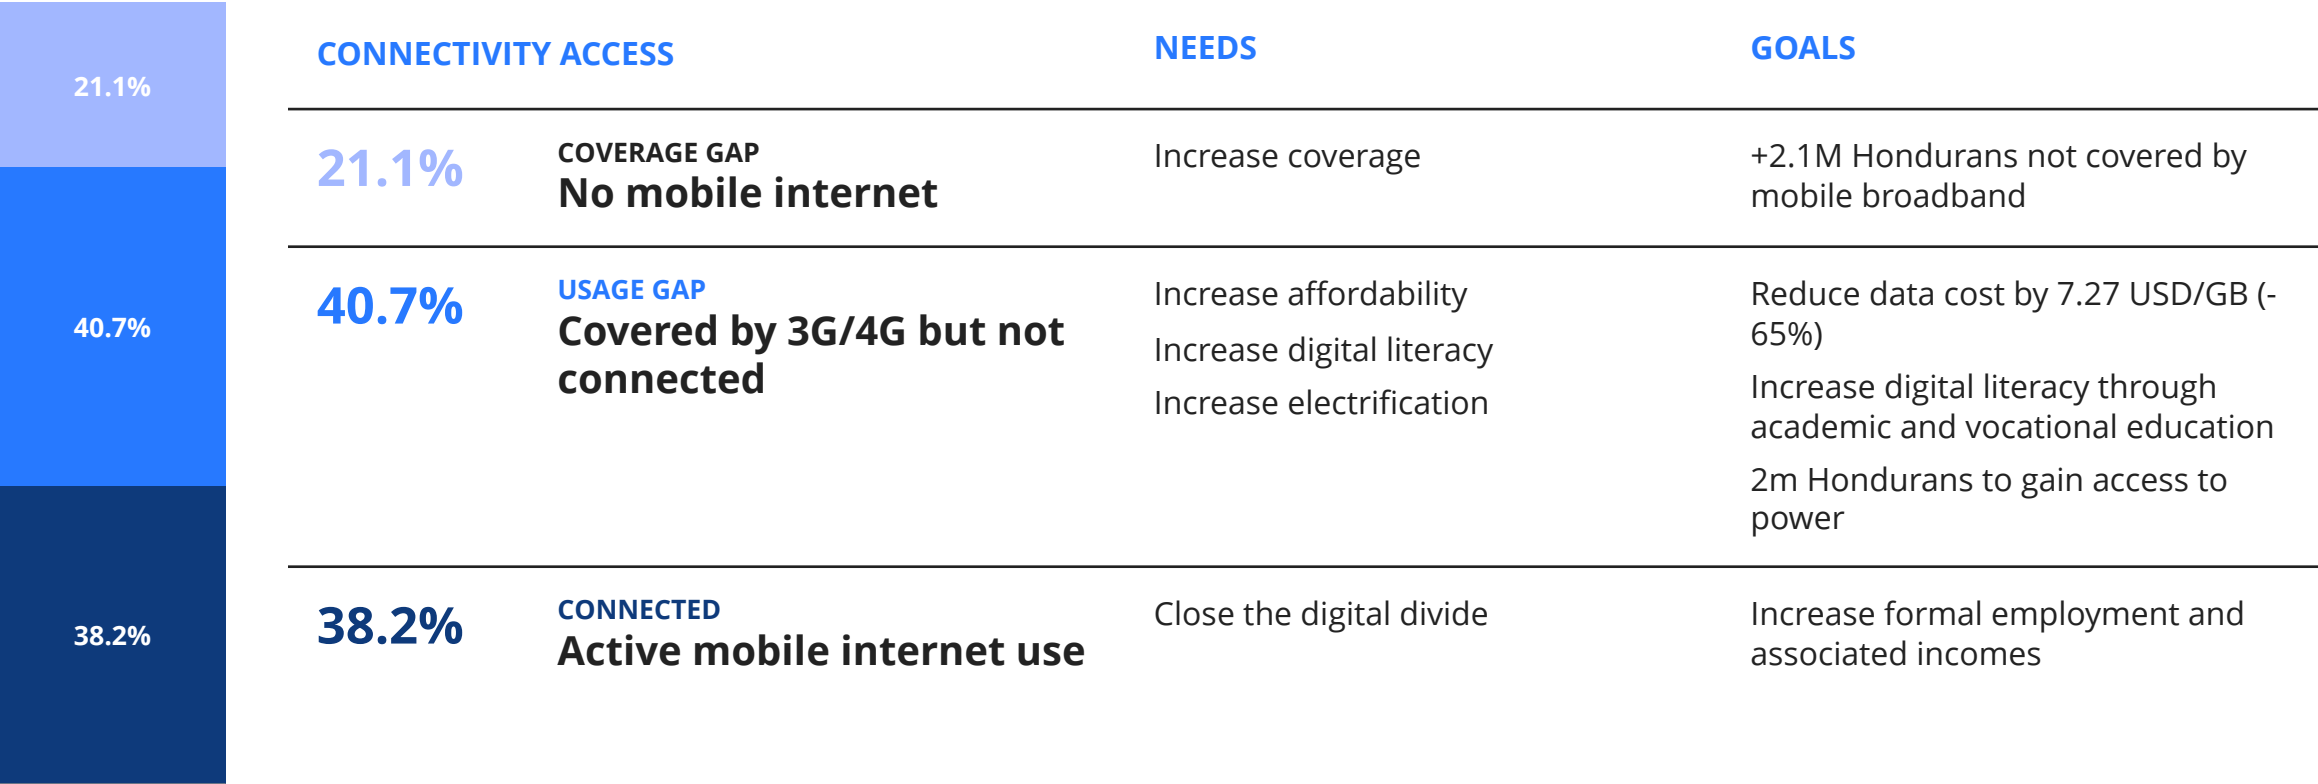 21.1%
40.7%
38.2%
CONNECTIVITY ACCESS
NEEDS
GOALS
21.1%
COVERAGE GAP
No mobile internet
Increase coverage
+2.1M Hondurans not covered by
mobile broadband
40.7%
USAGE GAP
Covered by 3G/4G but not
connected
Increase affordability
Increase digital literacy
Increase electrification
Reduce data cost by 7.27 USD/GB (-
65%)
Increase digital literacy through
academic and vocational education
2m Hondurans to gain access to
power
38.2%
CONNECTED
Active mobile internet use
Close the digital divide
Increase formal employment and
associated incomes